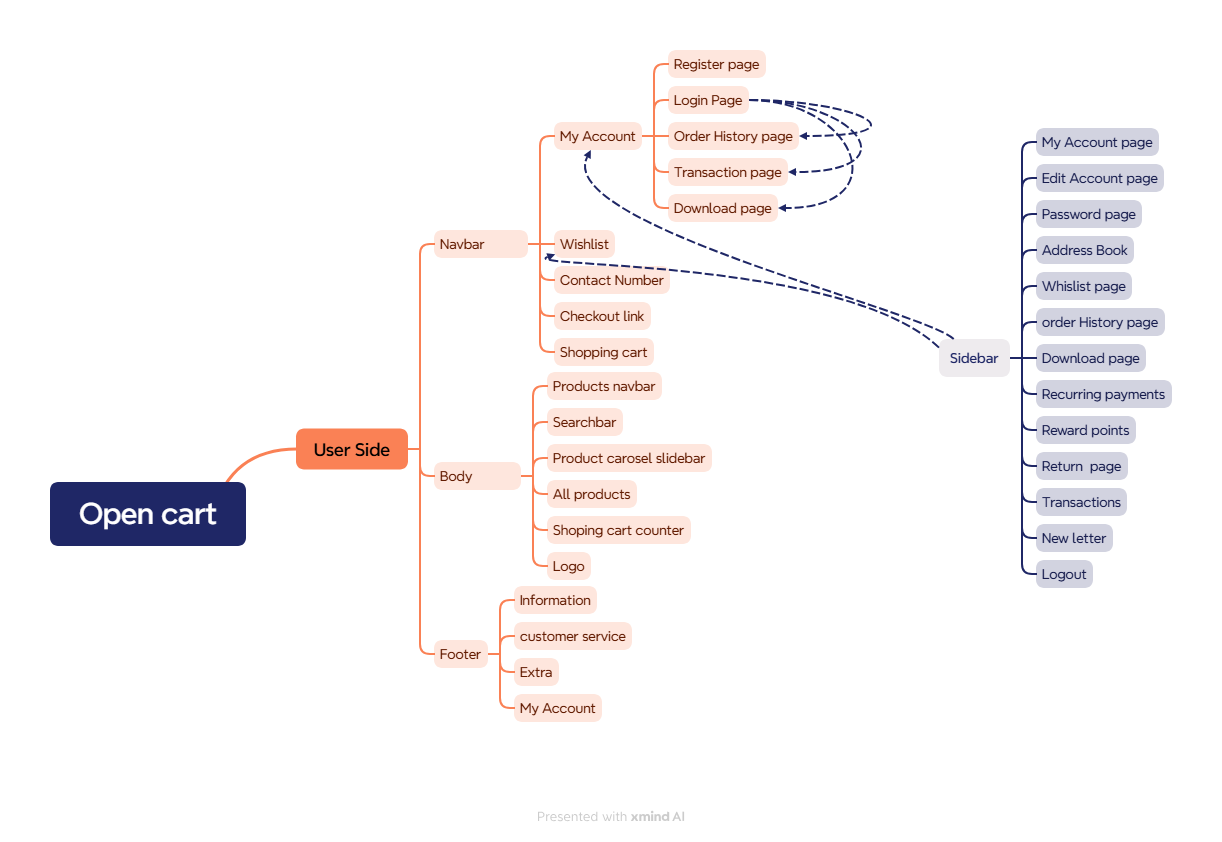 Open cart
User Side
Navbar
My Account
Register page
Login Page
Order History page
Transaction page
Download page
Wishlist
Contact Number
Checkout link
Shopping cart
Body
Products navbar
Searchbar
Product carosel slidebar
All products
Shoping cart counter
Logo
Footer
Information
customer service
Extra
My Account
Sidebar
My Account page
Edit Account page
Password page
Address Book
Whislist page
order History page
Download page
Recurring payments
Reward points
Return  page
Transactions
New letter
Logout
Presented with xmind AI